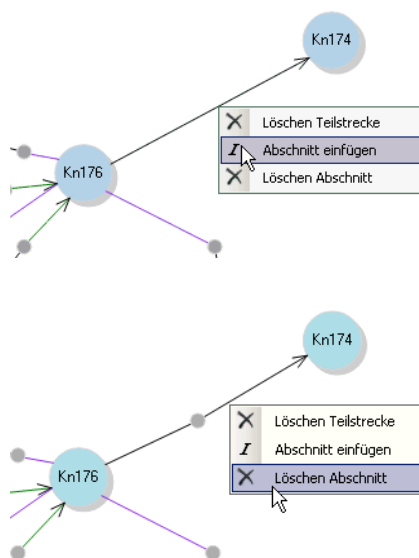 Kn174
Löschen Teilstrecke
I Abschnitt einfügen
Kn176
Löschen Abschnitt
Kn174
Löschen Teilstrecke
I Abschnitt einfügen
Kn176
Löschen Abschnitt